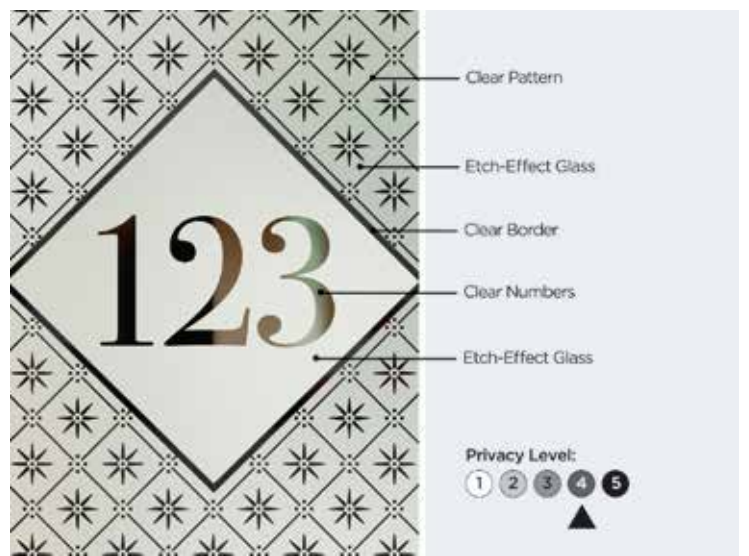 123
Clear Pattern
Etch-Effect Glass
Clear Border
Clear Numbers
Etch-Effect Glass
Privacy Level:
1 2 3 4 5